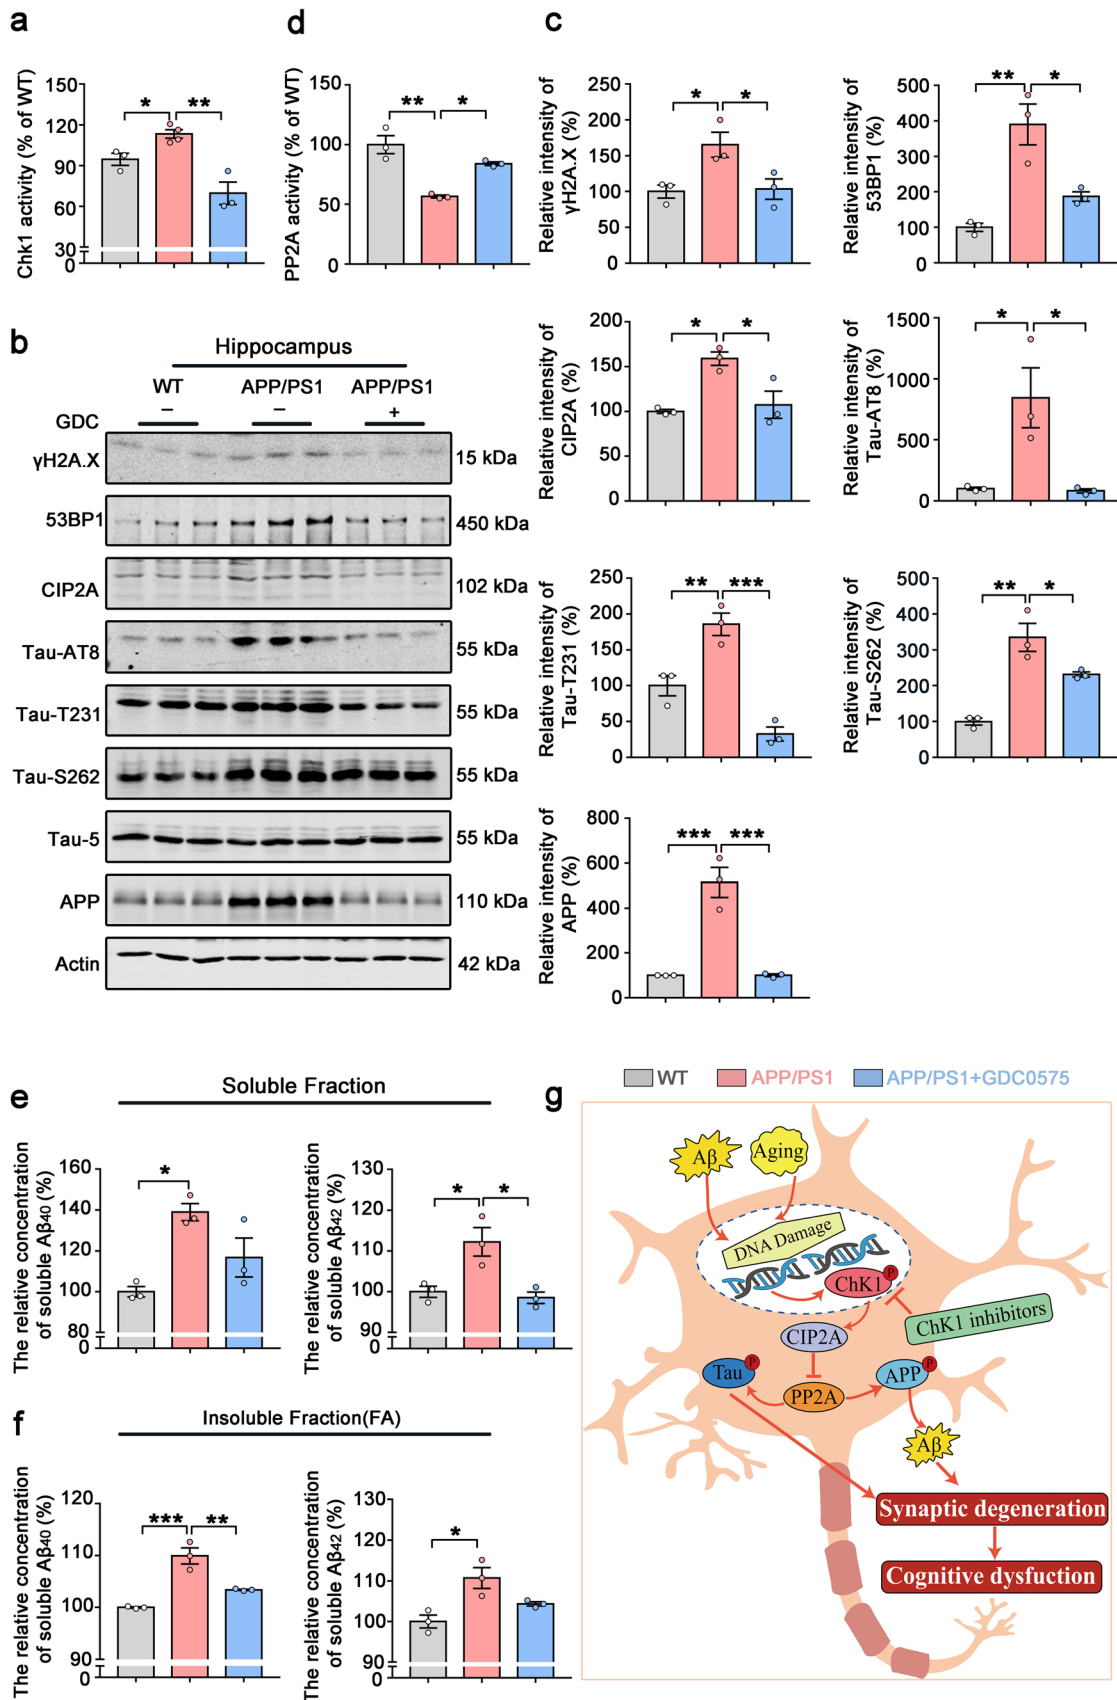 a
Chk1 activity (% of WT)
150
120
90
60
30
0
*
**
d
PP2A activity (% of WT)
150
100
50
0
**
*
c
Relative intensity of
γH2A.X (%)
250
200
150
100
50
0
*
*
Relative intensity of
53BP1 (%)
500
400
300
200
100
0
**
*
Relative intensity of
CIP2A (%)
200
150
100
50
0
*
*
Relative intensity of
Tau-AT8 (%)
1500
1000
500
0
*
*
Relative intensity of
Tau-T231 (%)
250
200
150
100
50
0
**
***
Relative intensity of
Tau-S262 (%)
500
400
300
200
100
0
**
*
Relative intensity of
APP (%)
800
600
400
200
0
***
***
b
Hippocampus
WT APP/PS1 APP/PS1
GDC – – +
γH2A.X 15 kDa
53BP1 450 kDa
CIP2A 102 kDa
Tau-AT8 55 kDa
Tau-T231 55 kDa
Tau-S262 55 kDa
Tau-5 55 kDa
APP 110 kDa
Actin 42 kDa
WT APP/PS1 APP/PS1+GDC0575
e
Soluble Fraction
The relative concentration
of soluble Aβ40 (%)
160
140
120
100
80
0
*
The relative concentration
of soluble Aβ42 (%)
130
120
110
100
90
0
*
*
f
Insoluble Fraction(FA)
The relative concentration
of soluble Aβ40 (%)
120
110
100
90
0
***
**
The relative concentration
of soluble Aβ42 (%)
130
120
110
100
90
0
*
g
Aβ
Aging
DNA Damage
ChK1
P
ChK1 inhibitors
CIP2A
Tau
P
PP2A
APP
P
Aβ
Synaptic degeneration
Cognitive dysfunction